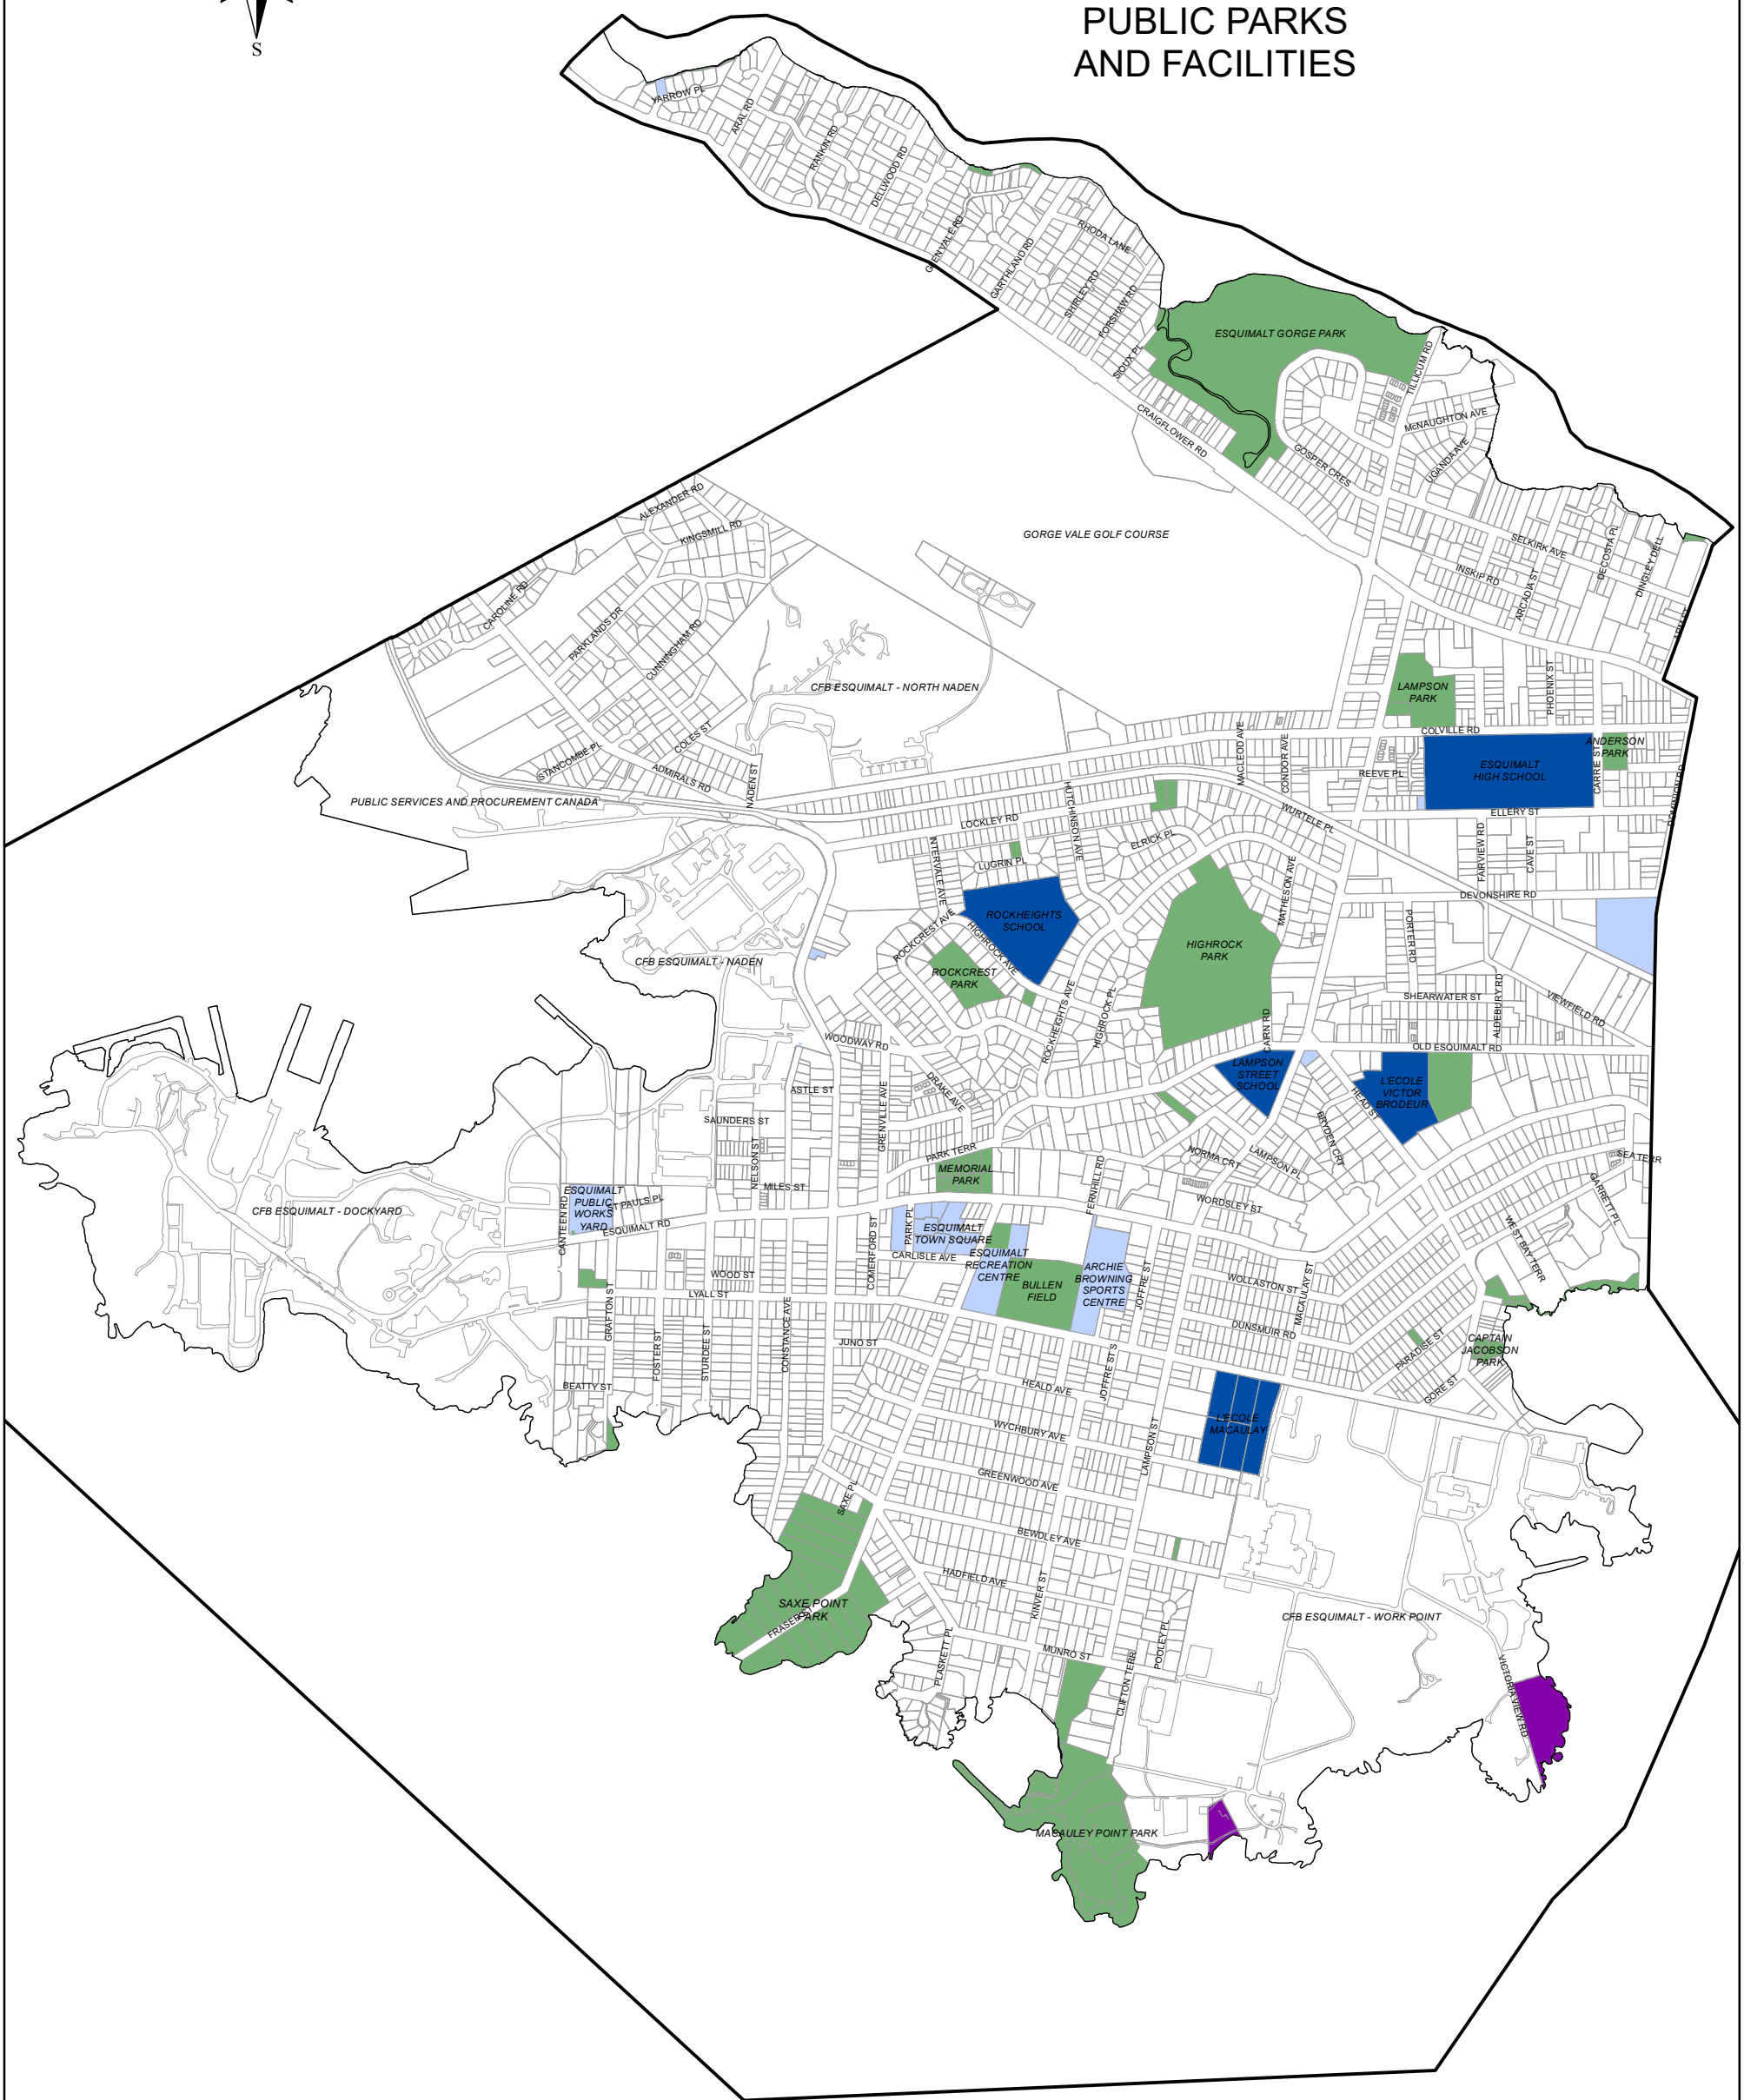 S
PUBLIC PARKS
AND FACILITIES
YARROW PL
ARAL RD
RANKIN RD
DELLWOOD RD
GLENVALE RD
GARTHLAND RD
RHODA LANE
SHIRLEY RD
FORSHAW RD
SIOUX PL
ESQUIMALT GORGE PARK
TILLICUM RD
McNAUGHTON AVE
UGANDA AVE
CRAIGFLOWER RD
GOSPER CRES
ALEXANDER RD
KINGSMILL RD
GORGE VALE GOLF COURSE
SELKIRK AVE
DECOSTA PL
DINGLEY DELL
INSKIP RD
ARCADIA ST
CAROLINE RD
PARKLANDS DR
CUNNINGHAM RD
CFB ESQUIMALT - NORTH NADEN
LAMPSON
PARK
PHOENIX ST
COLVILLE RD
ANDERSON
PARK
COLES ST
STANCOMBE PL
ADMIRALS RD
NADEN ST
MACLEOD AVE
CONDOR AVE
REEVE PL
ESQUIMALT
HIGH SCHOOL
CARRIE ST
DOMINION RD
PUBLIC SERVICES AND PROCUREMENT CANADA
HUTCHINSON AVE
LOCKLEY RD
WURTELE PL
ELLERY ST
ELRICK PL
INTERVALE AVE
LUGRIN PL
FAIRVIEW RD
CAVE ST
MATHESON AVE
DEVONSHIRE RD
ROCKHEIGHTS
SCHOOL
ROCKCREST AVE
HIGHROCK AVE
PORTER RD
HIGHROCK
PARK
CFB ESQUIMALT - NADEN
ROCKCREST
PARK
SHEARWATER ST
ALDEBURY RD
VIEWFIELD RD
ROCKHEIGHTS AVE
HIGHROCK PL
CAIRN RD
WOODWAY RD
OLD ESQUIMALT RD
LAMPSON
STREET
SCHOOL
L'ECOLE
VICTOR
BRODEUR
HEAD ST
ASTLE ST
DRAKE AVE
GRENVILLE AVE
SAUNDERS ST
NELSON ST
BRYDEN CRT
PARK TERR
NORMA CRT
LAMPSON PL
SEA TERR
GARRETT PL
MEMORIAL
PARK
FERNHILL RD
MILES ST
WORDSLEY ST
ESQUIMALT
PUBLIC
WORKS
YARD
ST PAULS PL
ESQUIMALT RD
CANTEEN RD
CFB ESQUIMALT - DOCKYARD
COMERFORD ST
PARK PL
ESQUIMALT
TOWN SQUARE
CARLISLE AVE
ESQUIMALT
RECREATION
CENTRE
WEST BAY TERR
ARCHIE
BROWNING
SPORTS
CENTRE
BULLEN
FIELD
JOFFRE ST
WOLLASTON ST
MACAULAY ST
WOOD ST
LYALL ST
GRAFTON ST
DUNSMUIR RD
CONSTANCE AVE
FOSTER ST
STURDEE ST
JUNO ST
PARADISE ST
CAPTAIN
JACOBSON
PARK
JOFFRE ST S
HEALD AVE
BEATTY ST
GORE ST
L'ECOLE
MACAULAY
WYCHBURY AVE
LAMPSON ST
GREENWOOD AVE
SAXE PL
BEWDLEY AVE
HADFIELD AVE
KINVER ST
SAXE POINT
PARK
FRASER ST
CFB ESQUIMALT - WORK POINT
PLASKETT PL
MUNRO ST
POOLEY PL
CLIFTON TERR
VICTORIA VIEW RD
MACAULEY POINT PARK